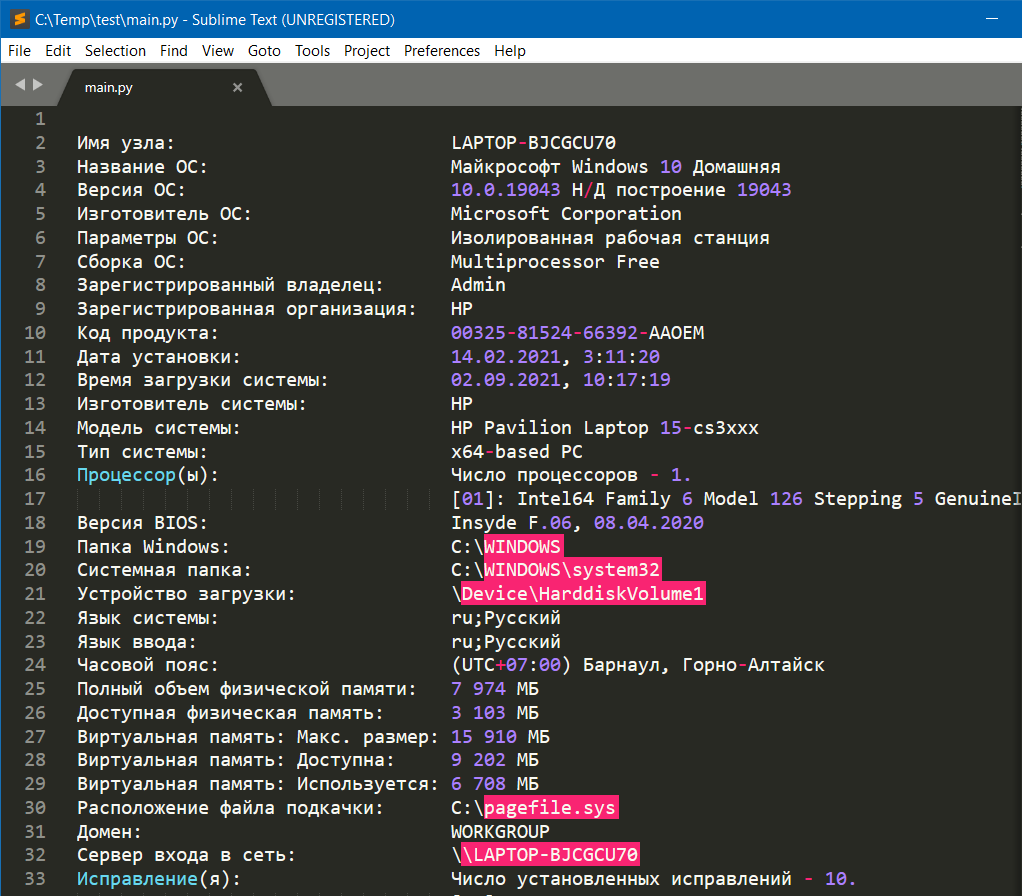 C:\Temp\test\main.py - Sublime Text (UNREGISTERED)
File Edit Selection Find View Goto Tools Project Preferences Help
main.py
1
2 Имя узла: LAPTOP-BJCGCU70
3 Название ОС: Майкрософт Windows 10 Домашняя
4 Версия ОС: 10.0.19043 Н/Д построение 19043
5 Изготовитель ОС: Microsoft Corporation
6 Параметры ОС: Изолированная рабочая станция
7 Сборка ОС: Multiprocessor Free
8 Зарегистрированный владелец: Admin
9 Зарегистрированная организация: HP
10 Код продукта: 00325-81524-66392-AAOEM
11 Дата установки: 14.02.2021, 3:11:20
12 Время загрузки системы: 02.09.2021, 10:17:19
13 Изготовитель системы: HP
14 Модель системы: HP Pavilion Laptop 15-cs3xxx
15 Тип системы: x64-based PC
16 Процессор(ы): Число процессоров - 1.
17 [01]: Intel64 Family 6 Model 126 Stepping 5 GenuineI
18 Версия BIOS: Insyde F.06, 08.04.2020
19 Папка Windows: C:\WINDOWS
20 Системная папка: C:\WINDOWS\system32
21 Устройство загрузки: \Device\HarddiskVolume1
22 Язык системы: ru;Русский
23 Язык ввода: ru;Русский
24 Часовой пояс: (UTC+07:00) Барнаул, Горно-Алтайск
25 Полный объем физической памяти: 7 974 МБ
26 Доступная физическая память: 3 103 МБ
27 Виртуальная память: Макс. размер: 15 910 МБ
28 Виртуальная память: Доступна: 9 202 МБ
29 Виртуальная память: Используется: 6 708 МБ
30 Расположение файла подкачки: C:\pagefile.sys
31 Домен: WORKGROUP
32 Сервер входа в сеть: \\LAPTOP-BJCGCU70
33 Исправление(я): Число установленных исправлений - 10.